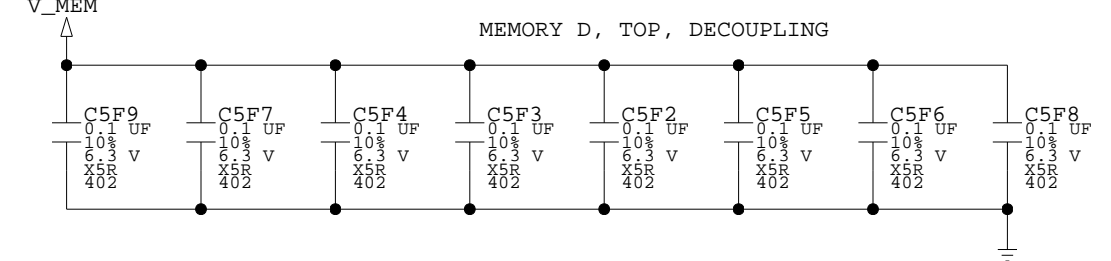 V_MEM
MEMORY D, TOP, DECOUPLING
C5F9
0.1 UF
10%
6.3 V
X5R
402
C5F7
0.1 UF
10%
6.3 V
X5R
402
C5F4
0.1 UF
10%
6.3 V
X5R
402
C5F3
0.1 UF
10%
6.3 V
X5R
402
C5F2
0.1 UF
10%
6.3 V
X5R
402
C5F5
0.1 UF
10%
6.3 V
X5R
402
C5F6
0.1 UF
10%
6.3 V
X5R
402
C5F8
0.1 UF
10%
6.3 V
X5R
402